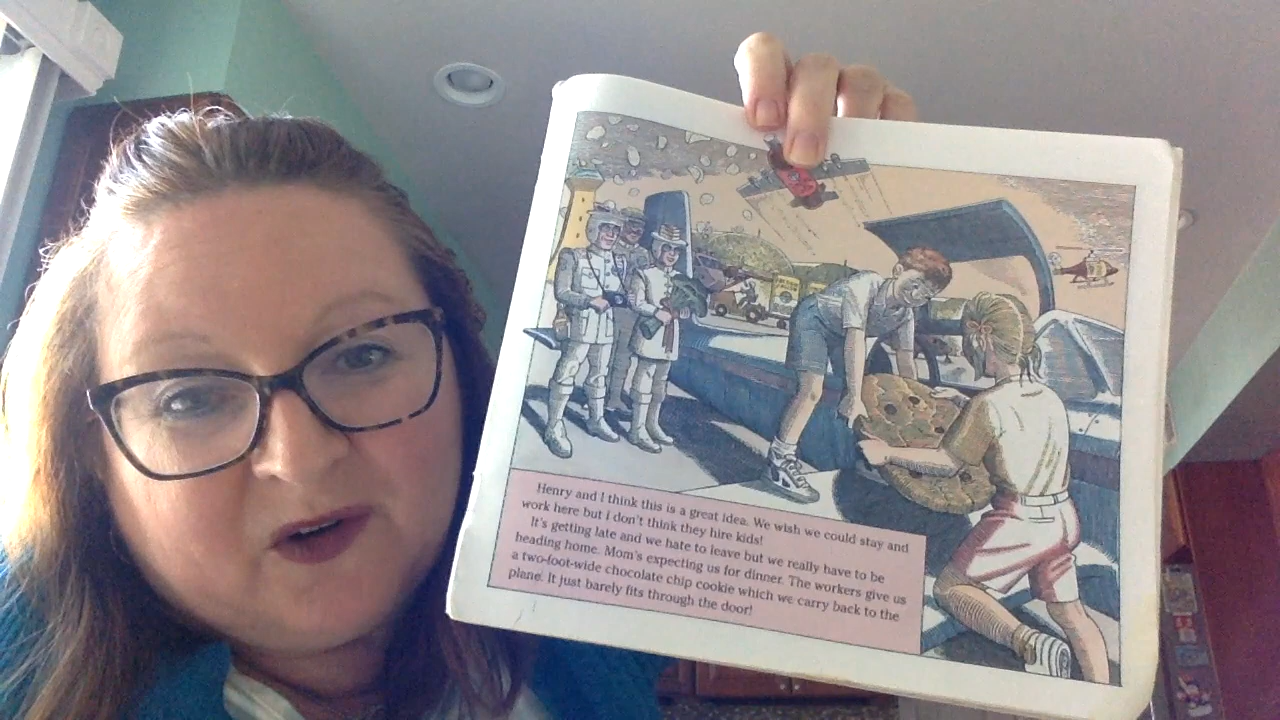 Henry and I think this is a great idea. We wish we could stay and
work here but I don't think they hire kids!
It's getting late and we hate to leave but we really have to be
heading home. Mom's expecting us for dinner. The workers give us
a two-foot-wide chocolate chip cookie which we carry back to the
plane. It just barely fits through the door!